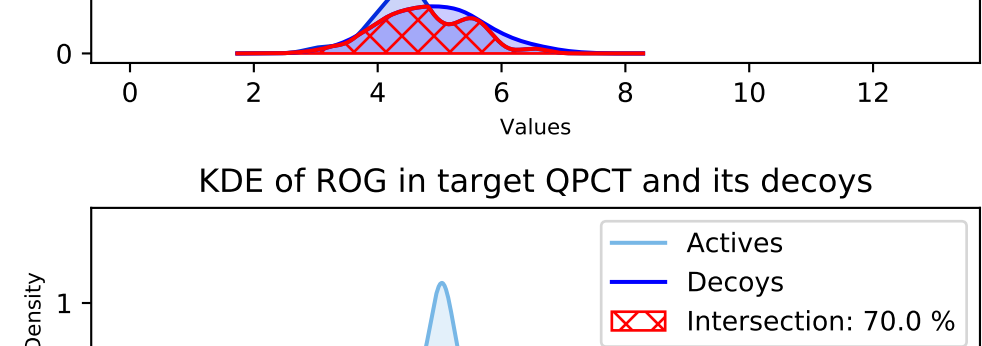 0
0 2 4 6 8 10 12
Values
KDE of ROG in target QPCT and its decoys
Density
1
Actives
Decoys
Intersection: 70.0 %